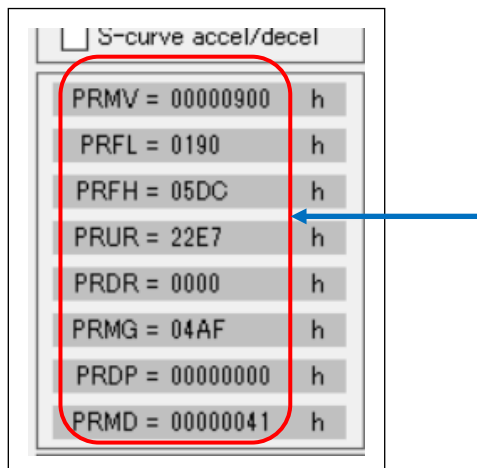 S-curve accel/decel
PRMV = 00000900 h
PRFL = 0190 h
PRFH = 05DC h
PRUR = 22E7 h
PRDR = 0000 h
PRMG = 04AF h
PRDP = 00000000 h
PRMD = 00000041 h